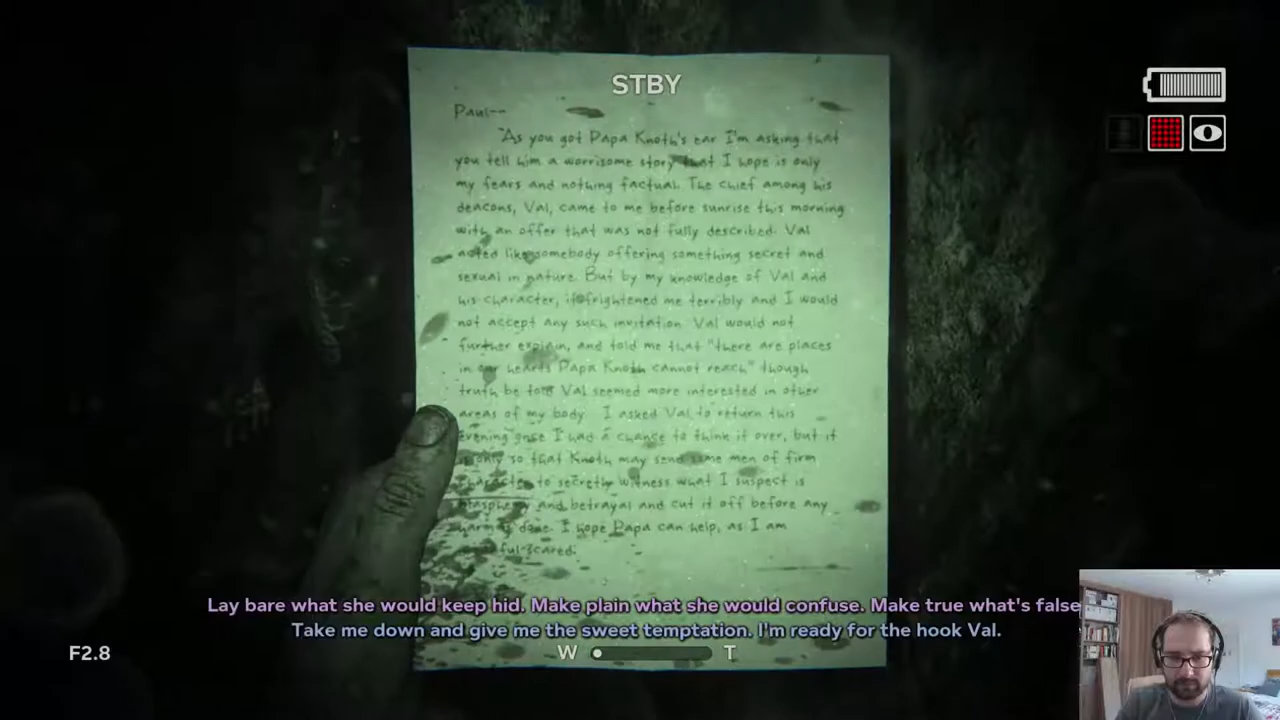 STBY
Paul--
"As you got Papa Knoth's ear I'm asking that
you tell him a worrisome story that I hope is only
my fears and nothing factual. The chief among his
deacons, Val, came to me before sunrise this morning
with an offer that was not fully described. Val
acted like somebody offering something secret and
sexual in nature. But by my knowledge of Val and
his character, it frightened me terribly and I would
not accept any such invitation. Val would not
further explain, and told me that "there are places
in our hearts Papa Knoth cannot reach" though
truth be told Val seemed more interested in other
areas of my body. I asked Val to return this
evening once I had a chance to think it over, but it
is only so that Knoth may send some men of firm
character to secretly witness what I suspect is
blasphemy and betrayal and cut it off before any
harm is done. I hope Papa can help, as I am
scared.
Lay bare what she would keep hid. Make plain what she would confuse. Make true what's false
Take me down and give me the sweet temptation. I'm ready for the hook Val.
F2.8
W T